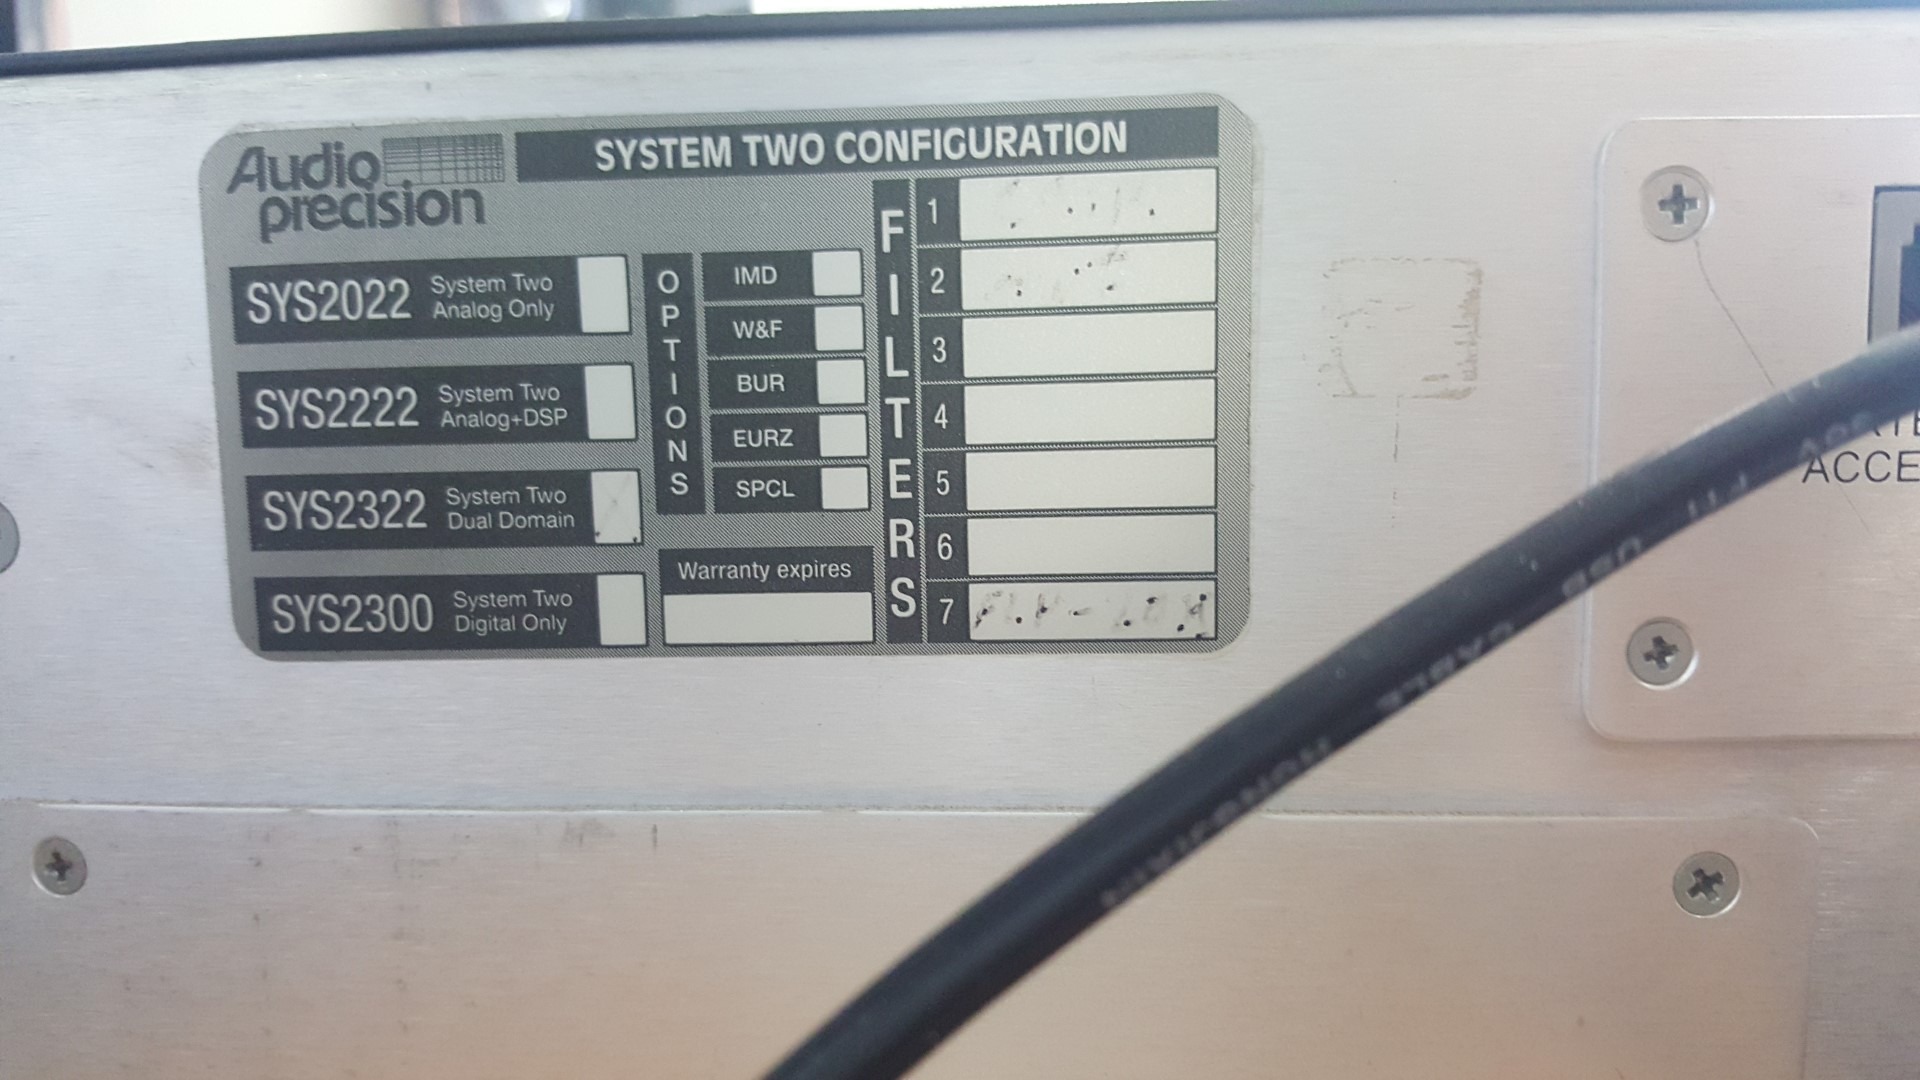 Audio
precision
SYSTEM TWO CONFIGURATION
SYS2022 System Two
Analog Only
SYS2222 System Two
Analog+DSP
SYS2322 System Two
Dual Domain
SYS2300 System Two
Digital Only
OPTIONS
IMD
W&F
BUR
EURZ
SPCL
Warranty expires
FILTERS
1
2
3
4
5
6
7
ACCE